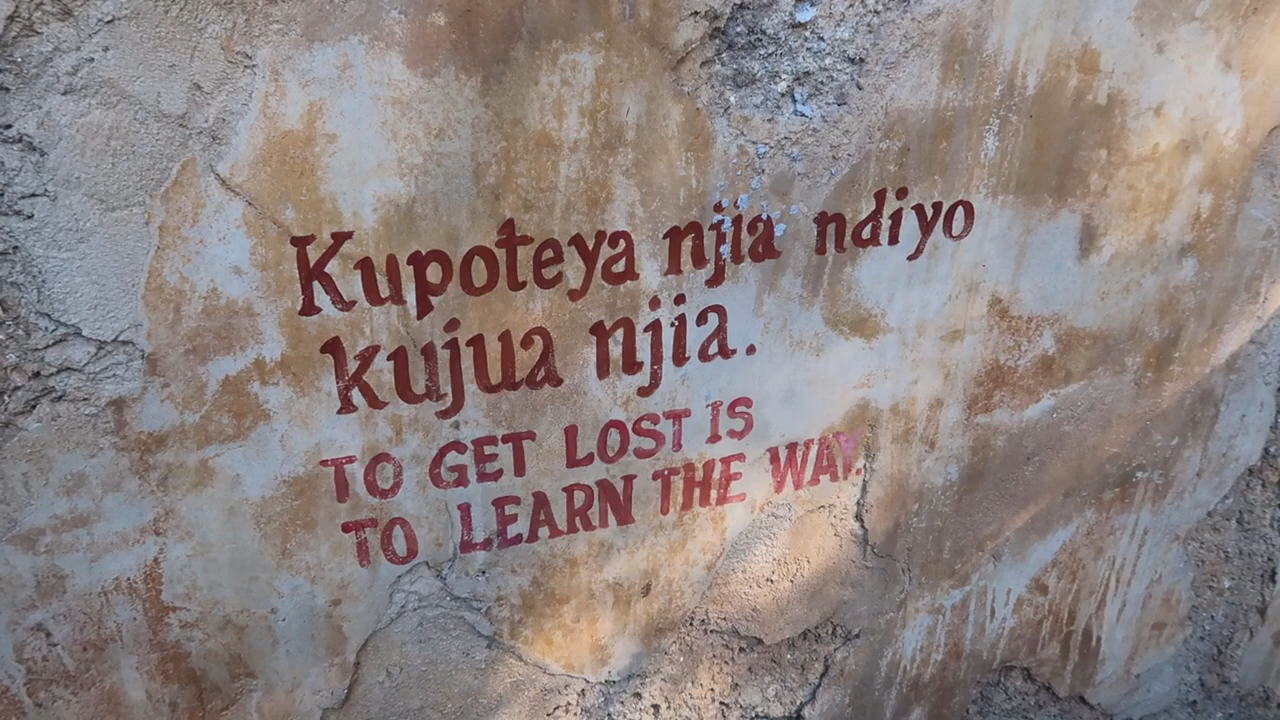 Kupoteya njia ndiyo
kujua njia.
TO GET LOST IS
TO LEARN THE WAY.